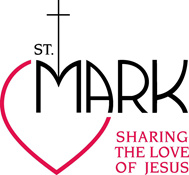 ST.
MARK
SHARING
THE LOVE
OF JESUS